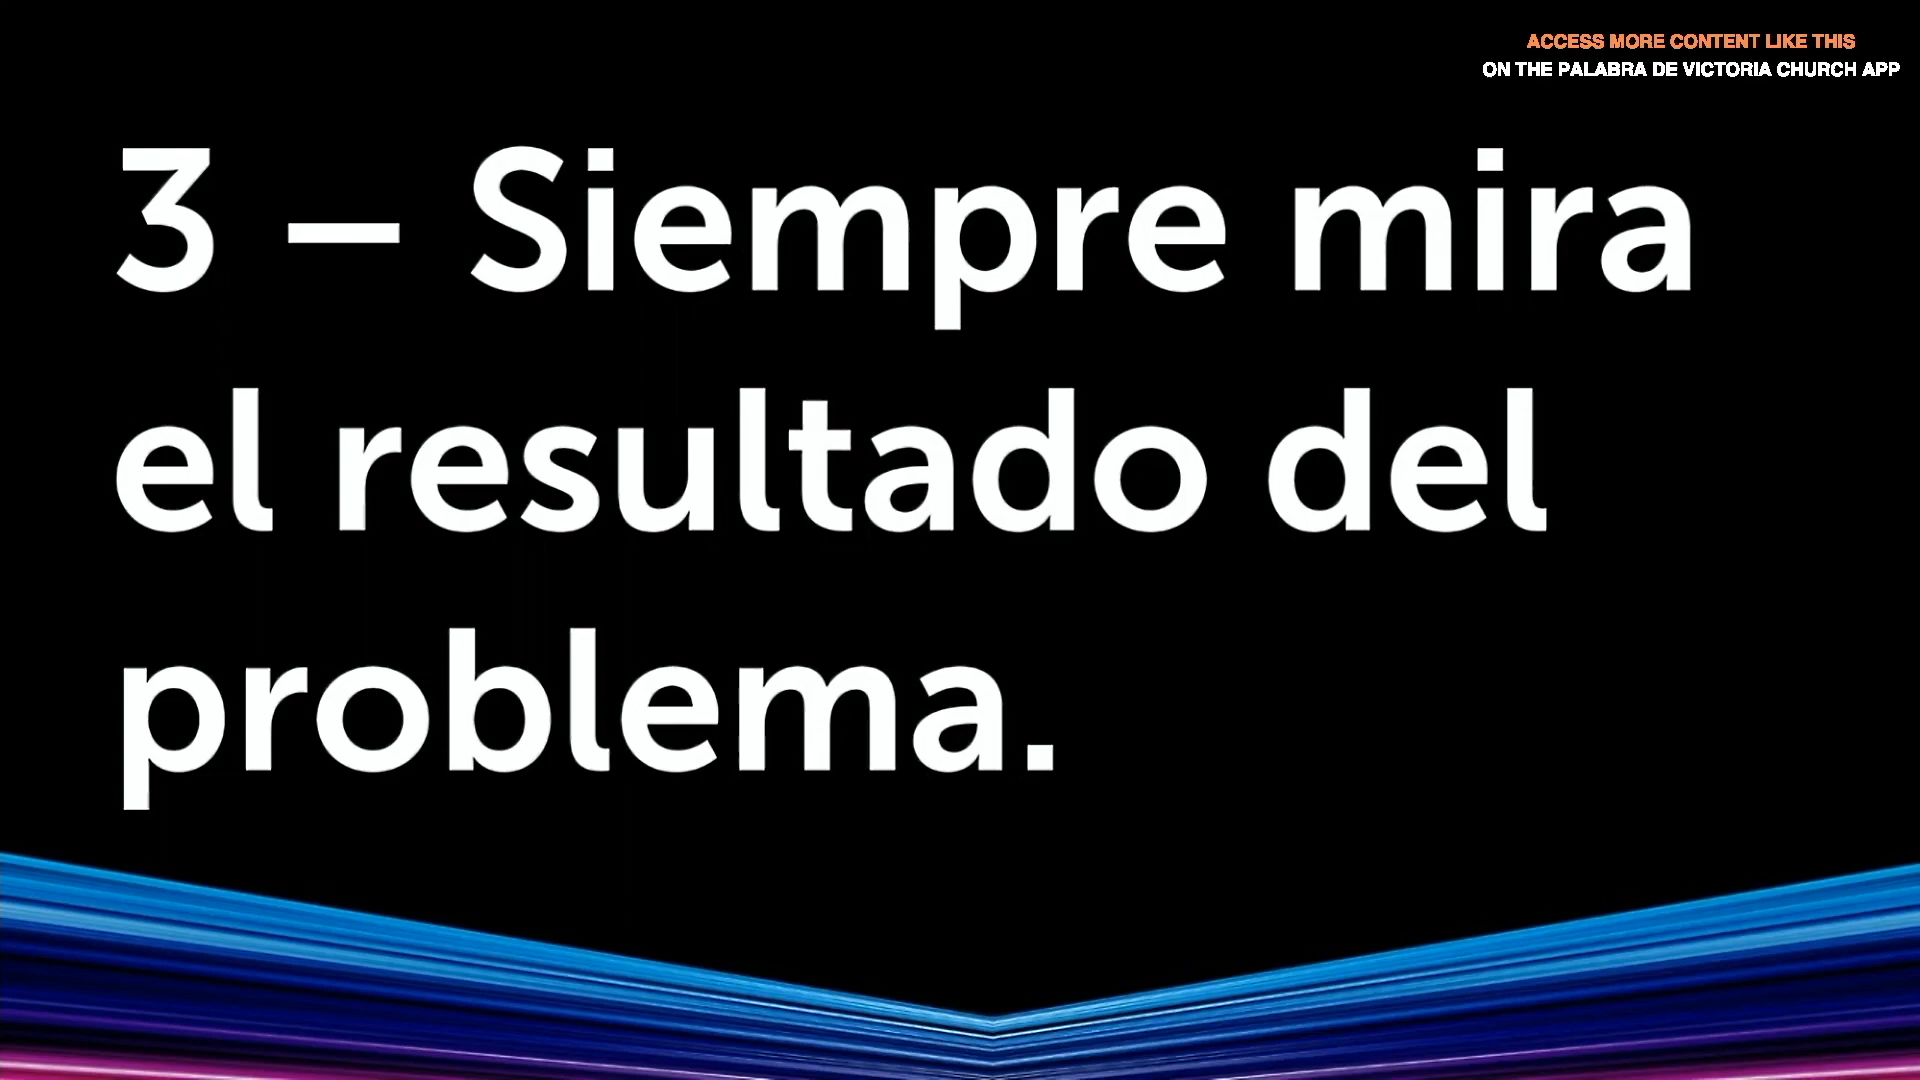 ACCESS MORE CONTENT LIKE THIS
ON THE PALABRA DE VICTORIA CHURCH APP
3 – Siempre mira
el resultado del
problema.